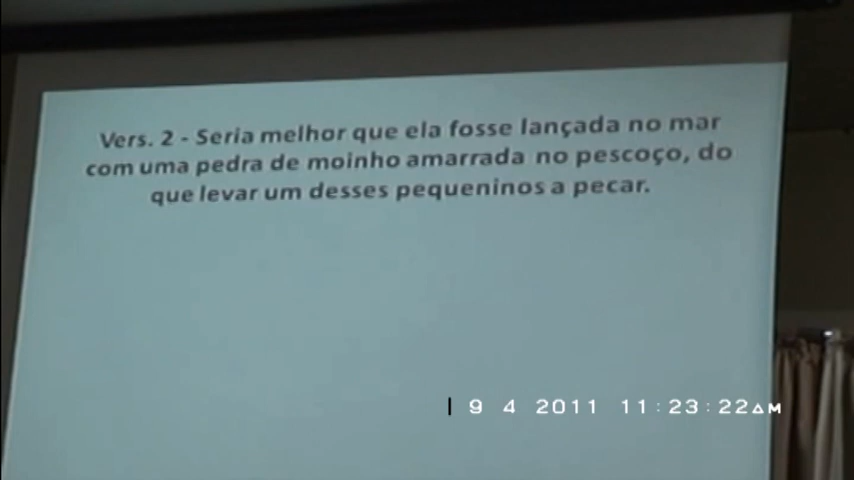 Vers. 2 - Seria melhor que ela fosse lançada no mar
com uma pedra de moinho amarrada no pescoço, do
que levar um desses pequeninos a pecar.
9 4 2011 11:23:22AM